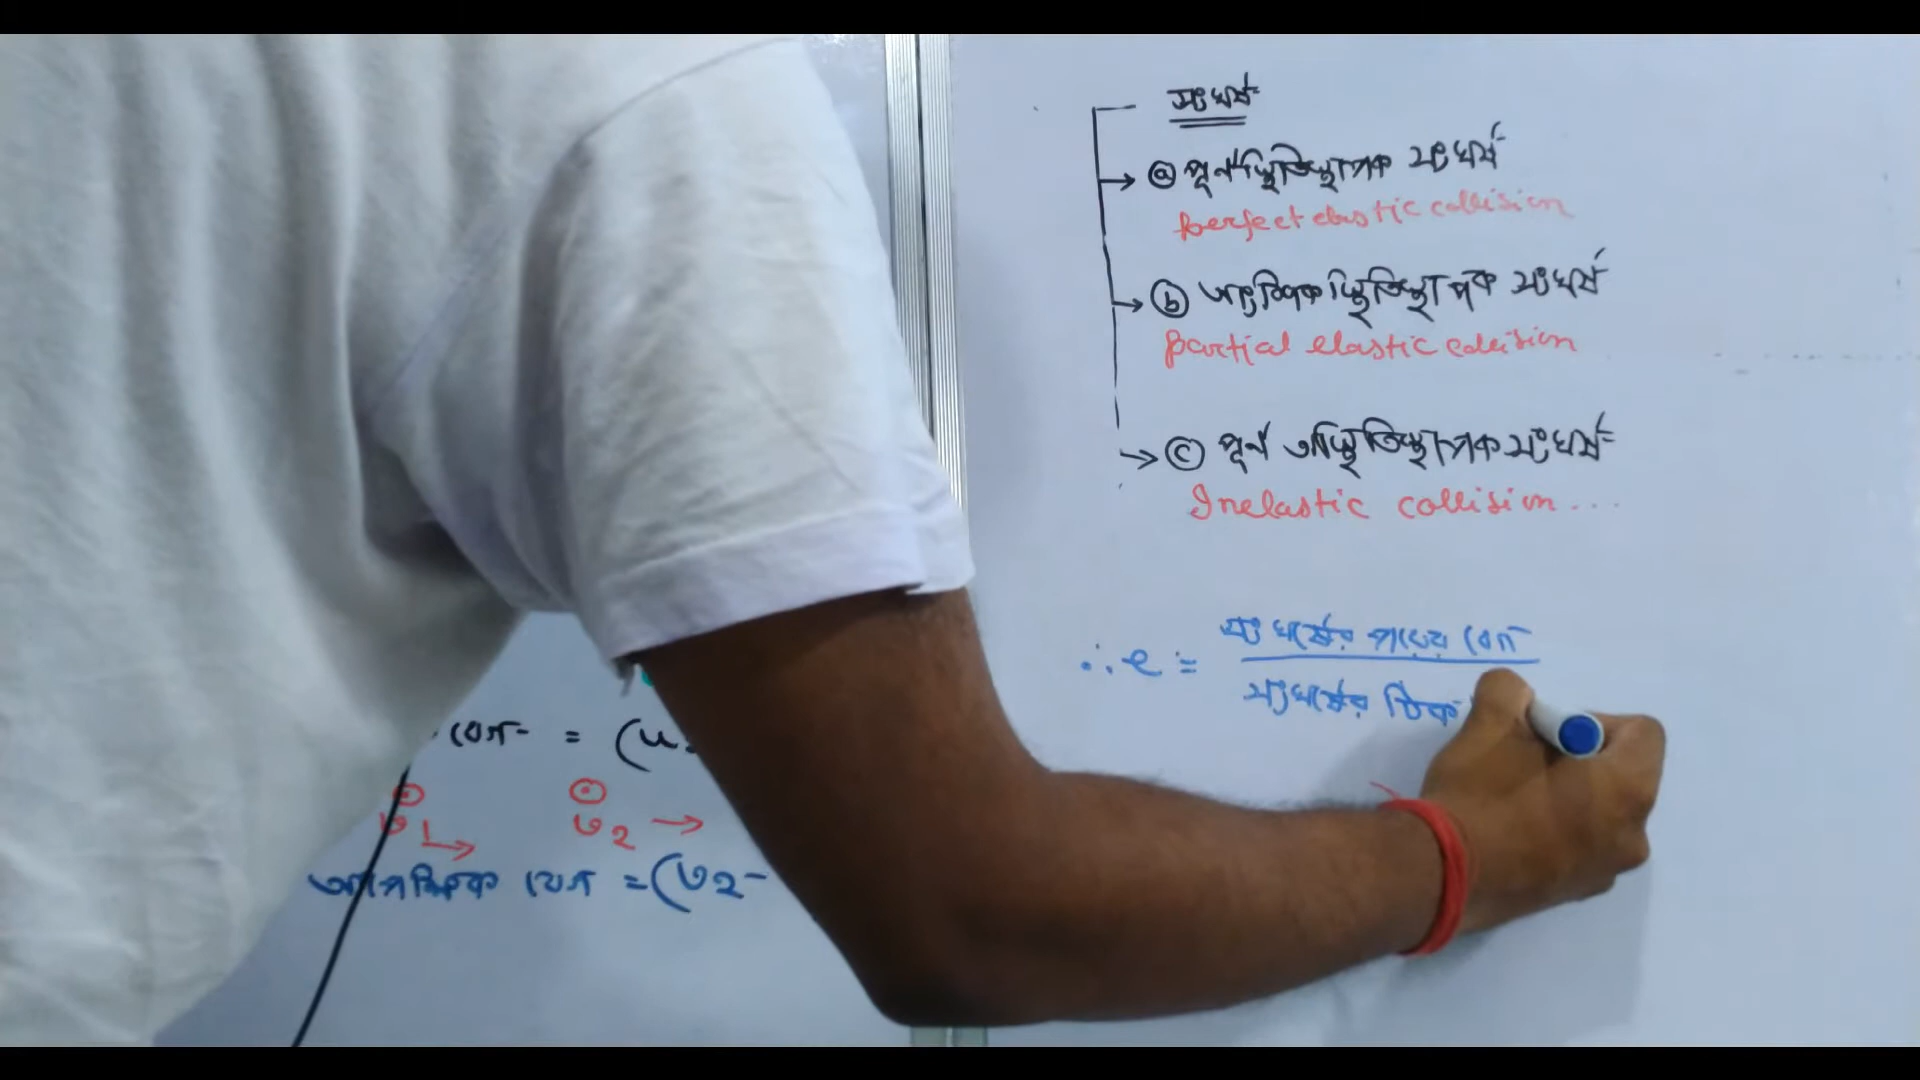 সংঘর্ষ
ⓐ পূর্নস্থিতিস্থাপক সংঘর্ষ
perfect elastic collision
ⓑ আংশিক স্থিতিস্থাপক সংঘর্ষ
partial elastic collision
ⓒ পূর্ন অস্থিতিস্থাপক সংঘর্ষ
Inelastic collision ...
∴ e = সংঘর্ষের পরের বেগ
সংঘর্ষের ঠিক
বেগ = (u
v1 → v2 →
আপেক্ষিক বেগ = (v2 -